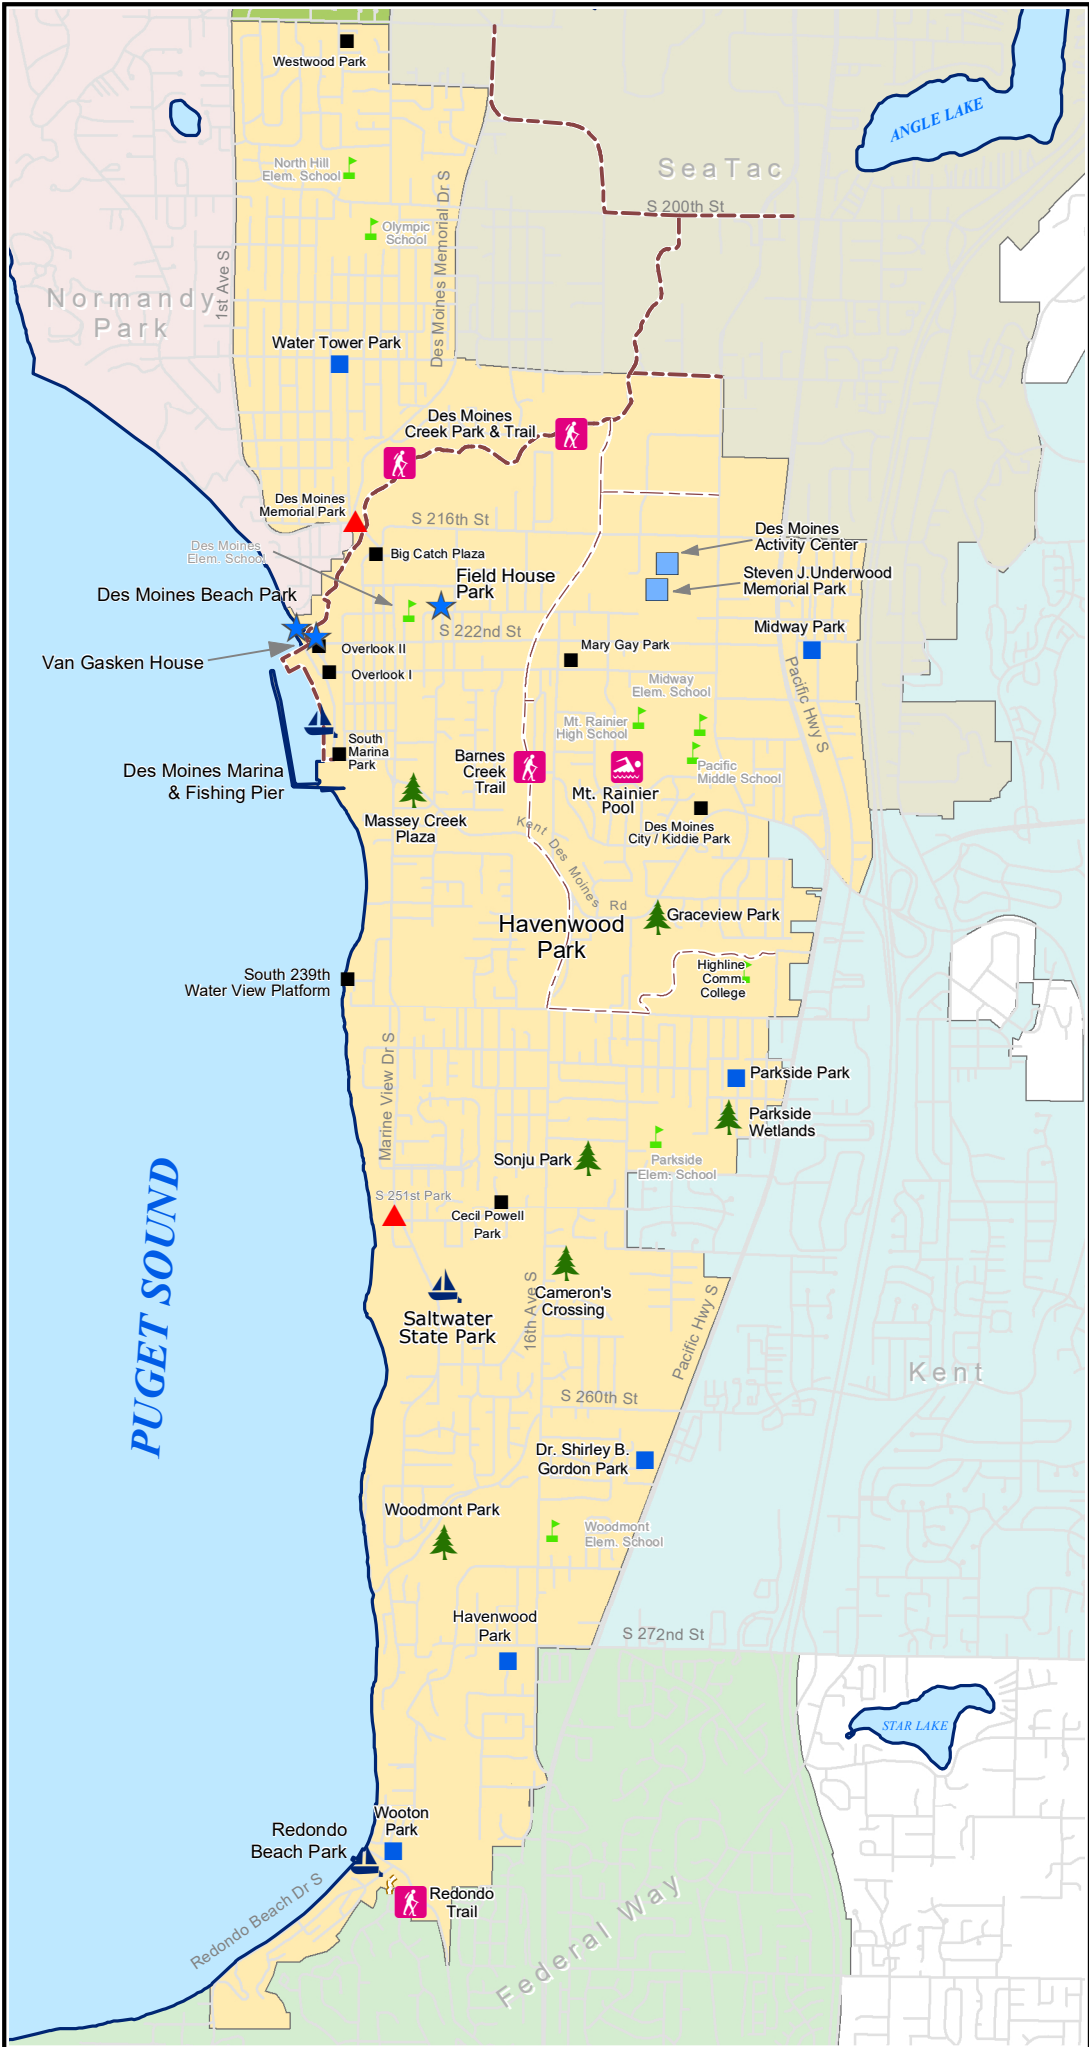 Westwood Park
ANGLE LAKE
North Hill
Elem. School
SeaTac
S 200th St
Olympic
School
Des Moines Memorial Dr S
1st Ave S
Normandy
Park
Water Tower Park
Des Moines
Creek Park & Trail
Des Moines
Memorial Park
S 216th St
Des Moines
Activity Center
Des Moines
Elem. School
Big Catch Plaza
Field House
Park
Steven J.Underwood
Memorial Park
Des Moines Beach Park
S 222nd St
Midway Park
Van Gasken House
Overlook II
Overlook I
Mary Gay Park
Midway
Elem. School
Pacific Hwy S
Mt. Rainier
High School
South
Marina
Park
Barnes
Creek
Trail
Pacific
Middle School
Des Moines Marina
& Fishing Pier
Mt. Rainier
Pool
Massey Creek
Plaza
Des Moines
City / Kiddie Park
Kent Des Moines Rd
Graceview Park
Havenwood
Park
Highline
Comm.
College
South 239th
Water View Platform
Marine View Dr S
Parkside Park
Parkside
Wetlands
Sonju Park
Parkside
Elem. School
PUGET SOUND
S 251st Park
Cecil Powell
Park
16th Ave S
Cameron's
Crossing
Saltwater
State Park
Pacific Hwy S
Kent
S 260th St
Dr. Shirley B.
Gordon Park
Woodmont Park
Woodmont
Elem. School
Havenwood
Park
S 272nd St
STAR LAKE
Wooton
Park
Redondo
Beach Park
Redondo
Trail
Redondo Beach Dr S
Federal Way